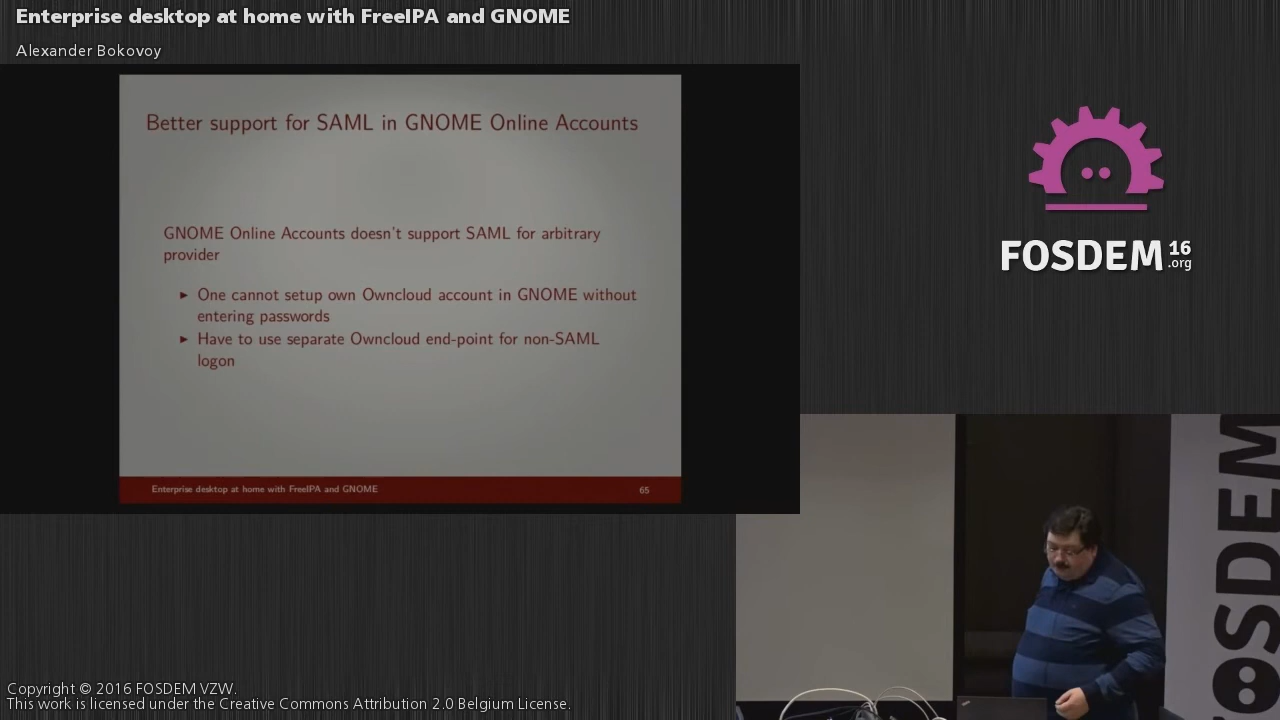 Enterprise desktop at home with FreeIPA and GNOME
Alexander Bokovoy
Better support for SAML in GNOME Online Accounts
GNOME Online Accounts doesn't support SAML for arbitrary
provider
▶ One cannot setup own Owncloud account in GNOME without
entering passwords
▶ Have to use separate Owncloud end-point for non-SAML
logon
Enterprise desktop at home with FreeIPA and GNOME 65
FOSDEM 16
.org
FOSDEM
Copyright © 2016 FOSDEM VZW.
This work is licensed under the Creative Commons Attribution 2.0 Belgium License.